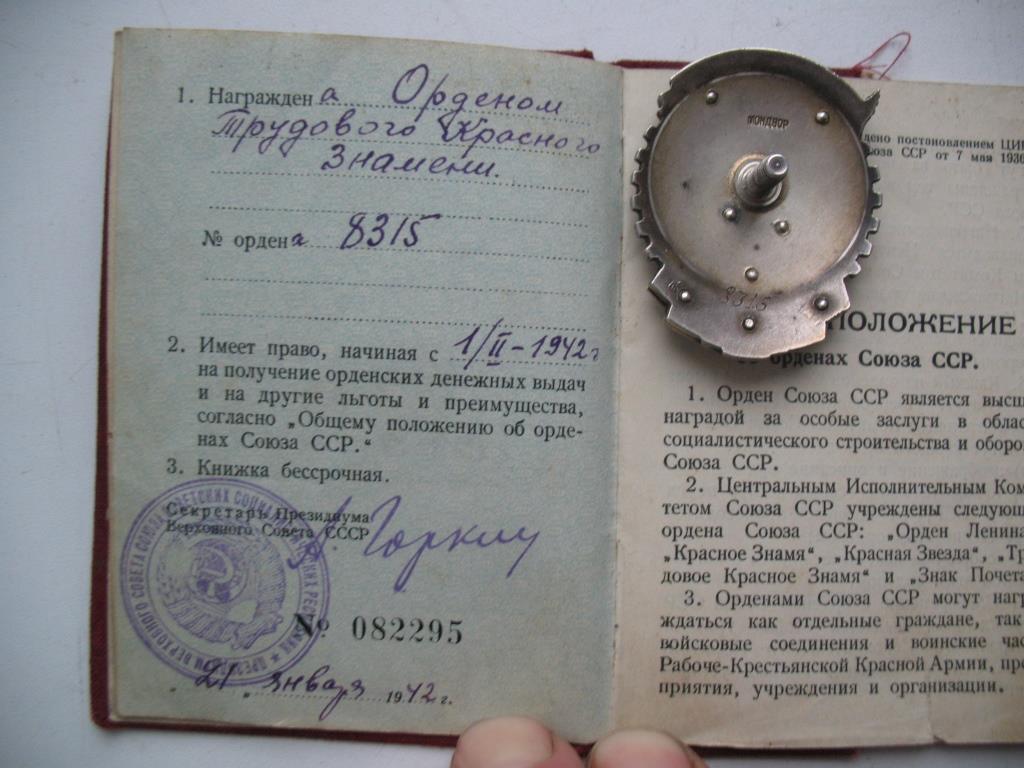 1. Награждена Орденом
Трудового Красного
Знамени.
№ ордена 8315
2. Имеет право, начиная с 1/II-1942 г
на получение орденских денежных выдач
и на другие льготы и преимущества,
согласно „Общему положению об орде-
нах Союза ССР.“
3. Книжка бессрочная.
Секретарь Президиума
Верховного Совета СССР
А. Горкин
№ 082295
„21„ января 1942 г.
МОНДВОР
8315
дено постановлением ЦИ
Союза ССР от 7 мая 1936
ПОЛОЖЕНИЕ
орденах Союза ССР.
1. Орден Союза ССР является высш
наградой за особые заслуги в облас
социалистического строительства и оборо
Союза ССР.
2. Центральным Исполнительным Ком
тетом Союза ССР учреждены следующ
ордена Союза ССР: „Орден Ленина
„Красное Знамя“, „Красная Звезда“, „Тр
довое Красное Знамя“ и „Знак Почета
3. Орденами Союза ССР могут наг
ждаться как отдельные граждане, так
войсковые соединения и воинские час
Рабоче-Крестьянской Красной Армии, пре
приятия, учреждения и организации.